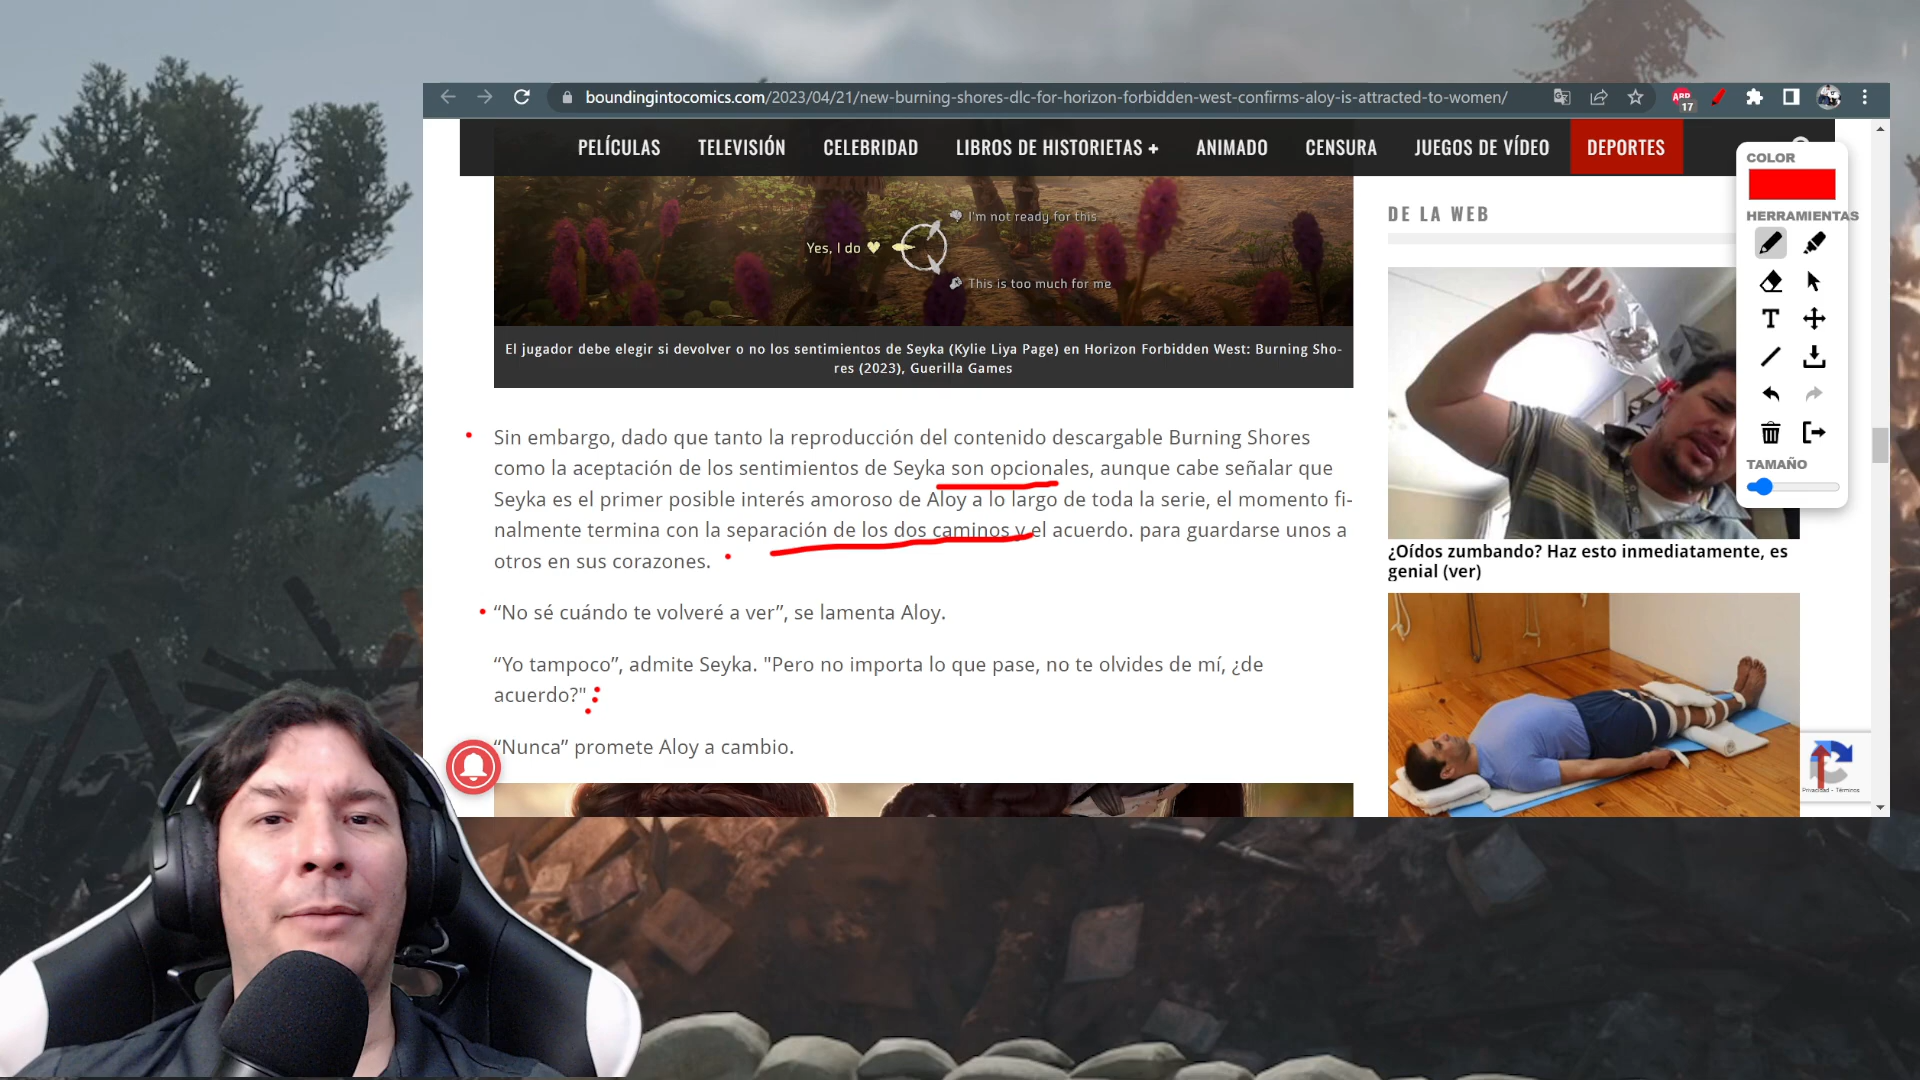 boundingintocomics.com/2023/04/21/new-burning-shores-dlc-for-horizon-forbidden-west-confirms-aloy-is-attracted-to-women/
ABP
17
PELÍCULAS TELEVISIÓN CELEBRIDAD LIBROS DE HISTORIETAS + ANIMADO CENSURA JUEGOS DE VÍDEO DEPORTES
I'm not ready for this
Yes, I do
This is too much for me
El jugador debe elegir si devolver o no los sentimientos de Seyka (Kylie Liya Page) en Horizon Forbidden West: Burning Sho-
res (2023), Guerilla Games
Sin embargo, dado que tanto la reproducción del contenido descargable Burning Shores
como la aceptación de los sentimientos de Seyka son opcionales, aunque cabe señalar que
Seyka es el primer posible interés amoroso de Aloy a lo largo de toda la serie, el momento fi-
nalmente termina con la separación de los dos caminos y el acuerdo. para guardarse unos a
otros en sus corazones.
“No sé cuándo te volveré a ver”, se lamenta Aloy.
“Yo tampoco”, admite Seyka. "Pero no importa lo que pase, no te olvides de mí, ¿de
acuerdo?"
“Nunca” promete Aloy a cambio.
DE LA WEB
¿Oídos zumbando? Haz esto inmediatamente, es
genial (ver)
COLOR
HERRAMIENTAS
T
TAMAÑO
Privacidad - Términos